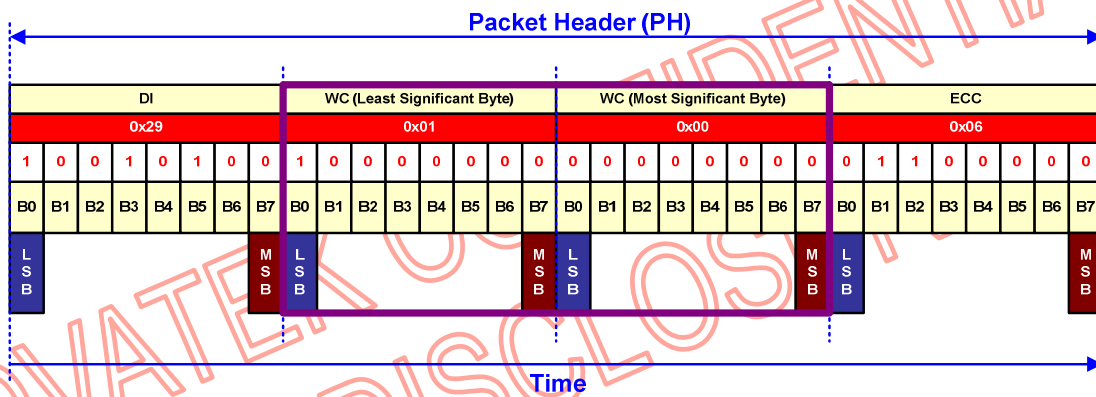 Packet Header (PH)
DI WC (Least Significant Byte) WC (Most Significant Byte) ECC
0x29 0x01 0x00 0x06
1 0 0 1 0 1 0 0 1 0 0 0 0 0 0 0 0 0 0 0 0 0 0 0 0 1 1 0 0 0 0 0
B0 B1 B2 B3 B4 B5 B6 B7 B0 B1 B2 B3 B4 B5 B6 B7 B0 B1 B2 B3 B4 B5 B6 B7 B0 B1 B2 B3 B4 B5 B6 B7
LSB MSB LSB MSB LSB MSB LSB MSB
Time